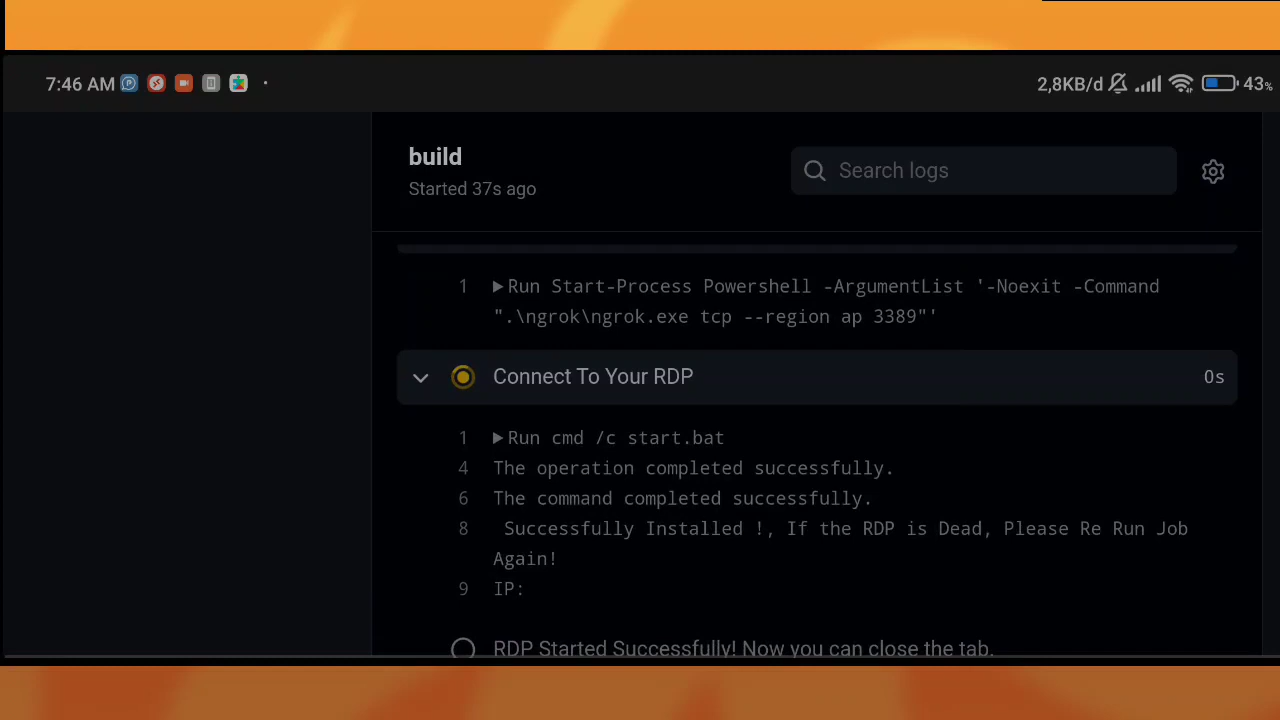 7:46 AM
2,8KB/d
43%
build
Started 37s ago
Search logs
1 Run Start-Process Powershell -ArgumentList '-Noexit -Command
".\ngrok\ngrok.exe tcp --region ap 3389"'
Connect To Your RDP 0s
1 Run cmd /c start.bat
4 The operation completed successfully.
6 The command completed successfully.
8 Successfully Installed !, If the RDP is Dead, Please Re Run Job
Again!
9 IP:
RDP Started Successfully! Now you can close the tab.